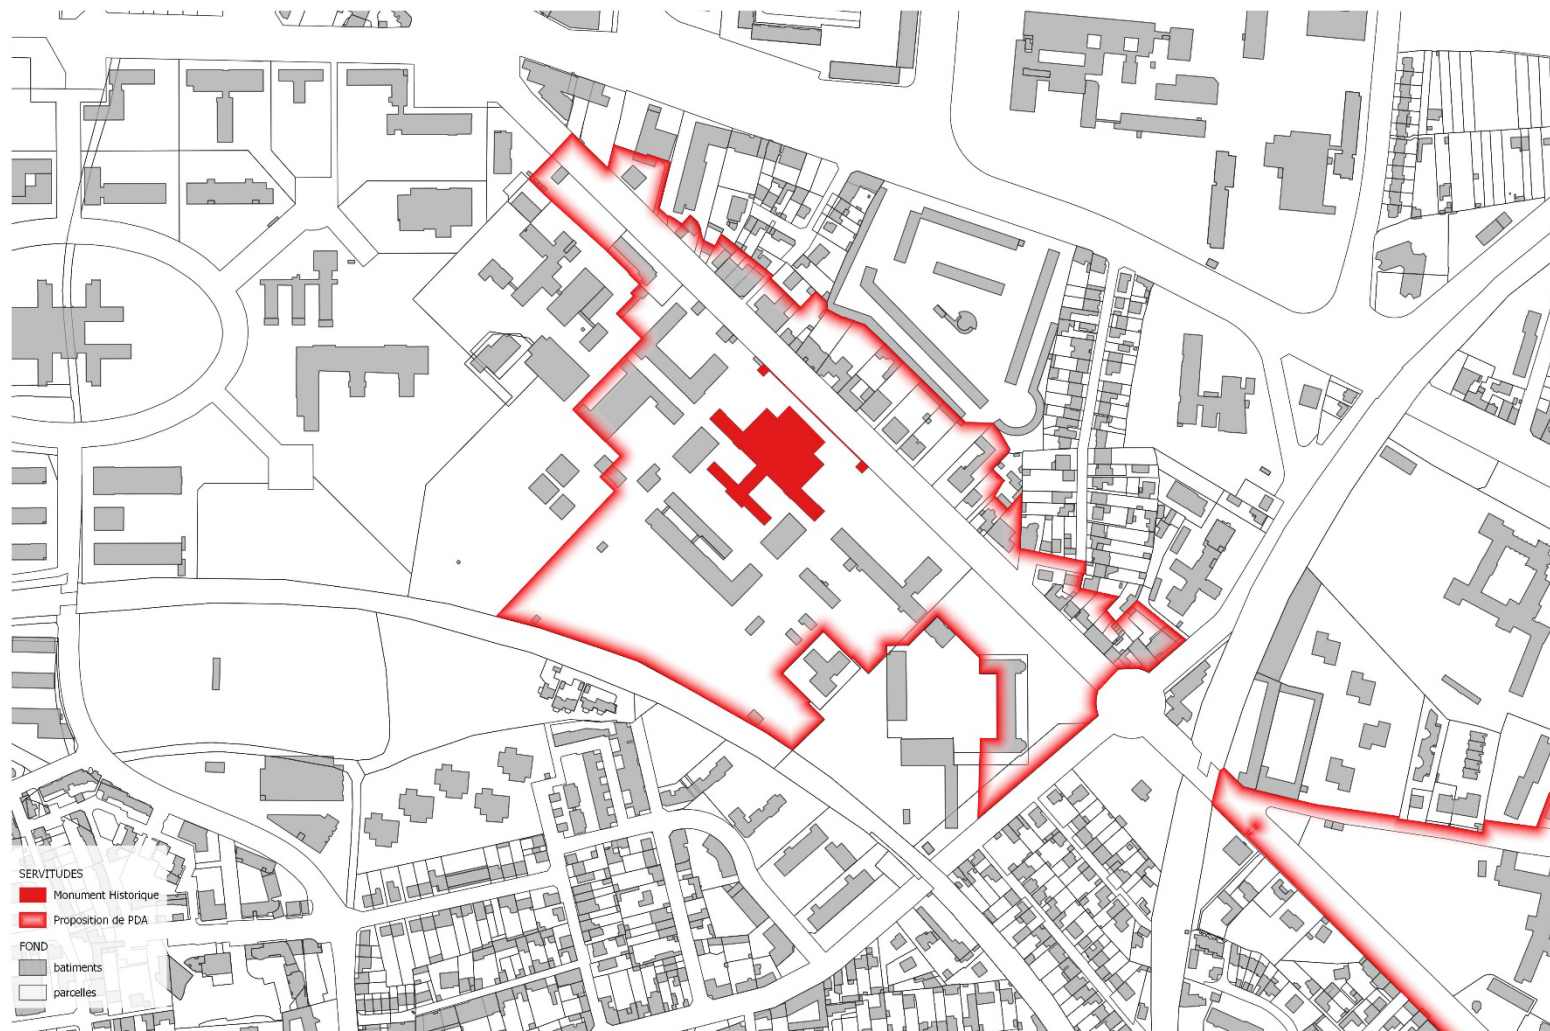 SERVITUDES
Monument Historique
Proposition de PDA
FOND
batiments
parcelles